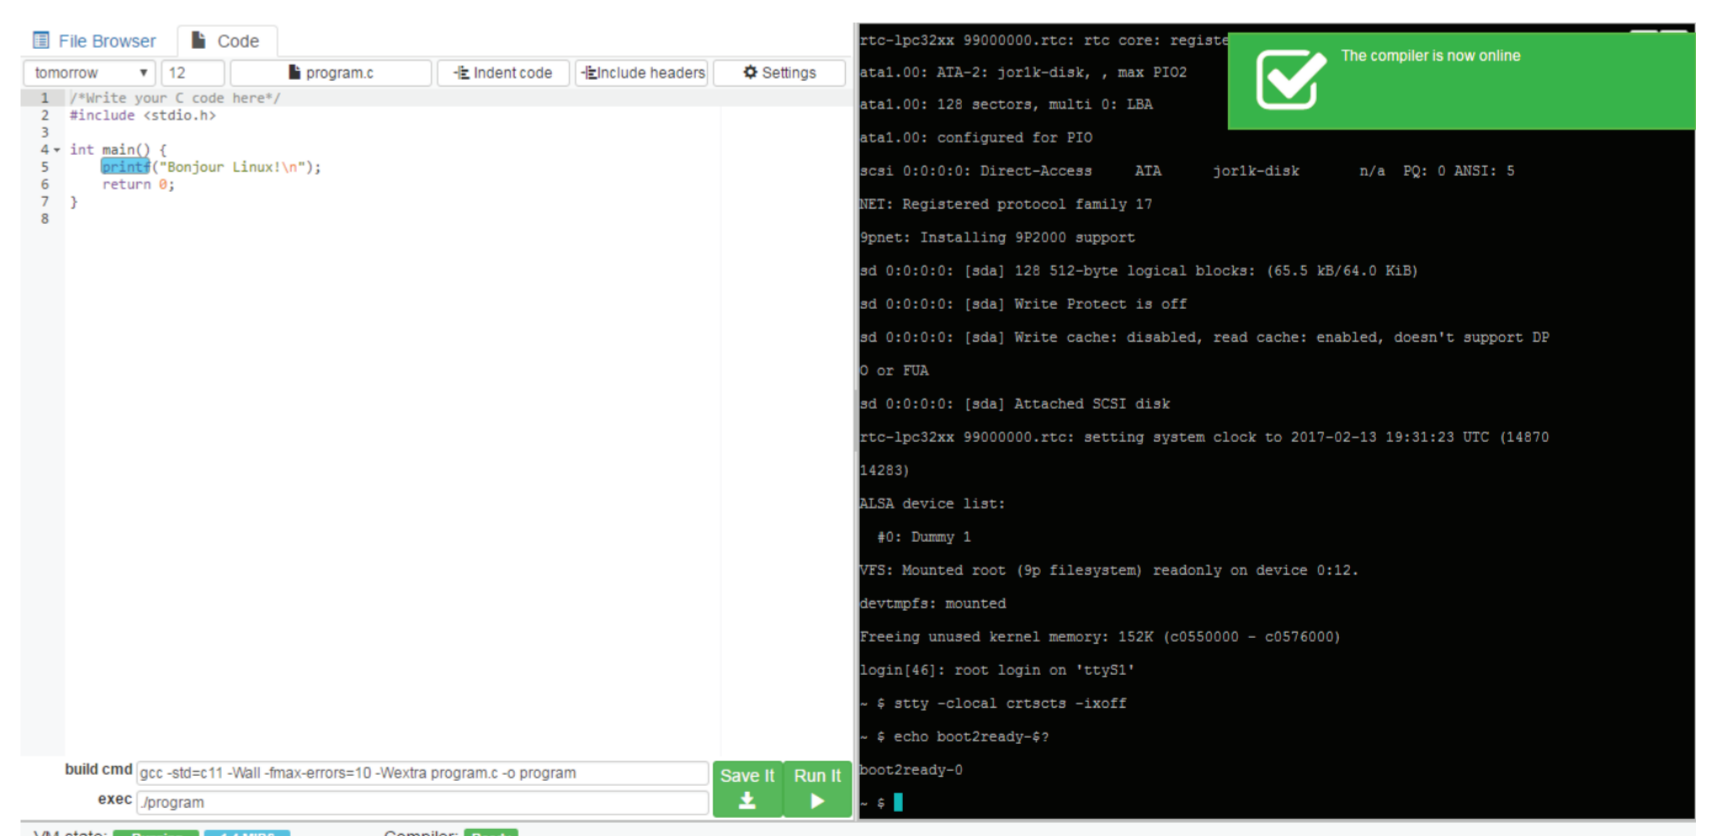 File Browser
Code
tomorrow
12
program.c
Indent code
Include headers
Settings
1 /*Write your C code here*/
2 #include <stdio.h>
3
4 int main() {
5 printf("Bonjour Linux!\n");
6 return 0;
7 }
8
build cmd gcc -std=c11 -Wall -fmax-errors=10 -Wextra program.c -o program
exec ./program
Save It
Run It
VM state:
Compiler:
rtc-lpc32xx 99000000.rtc: rtc core: registe
ata1.00: ATA-2: jor1k-disk, , max PIO2
ata1.00: 128 sectors, multi 0: LBA
ata1.00: configured for PIO
scsi 0:0:0:0: Direct-Access ATA jor1k-disk n/a PQ: 0 ANSI: 5
NET: Registered protocol family 17
9pnet: Installing 9P2000 support
sd 0:0:0:0: [sda] 128 512-byte logical blocks: (65.5 kB/64.0 KiB)
sd 0:0:0:0: [sda] Write Protect is off
sd 0:0:0:0: [sda] Write cache: disabled, read cache: enabled, doesn't support DP
O or FUA
sd 0:0:0:0: [sda] Attached SCSI disk
rtc-lpc32xx 99000000.rtc: setting system clock to 2017-02-13 19:31:23 UTC (14870
14283)
ALSA device list:
#0: Dummy 1
VFS: Mounted root (9p filesystem) readonly on device 0:12.
devtmpfs: mounted
Freeing unused kernel memory: 152K (c0550000 - c0576000)
login[46]: root login on 'ttyS1'
~ $ stty -clocal crtscts -ixoff
~ $ echo boot2ready-$?
boot2ready-0
~ $
The compiler is now online